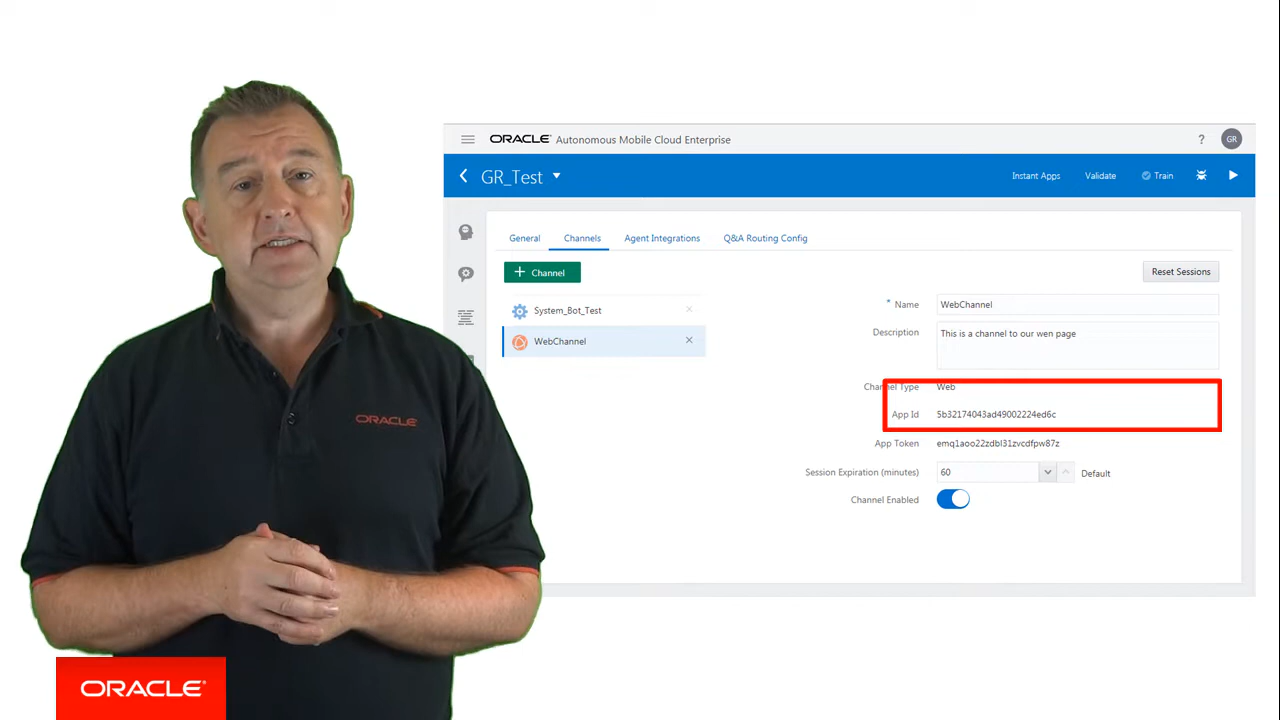 ORACLE Autonomous Mobile Cloud Enterprise ? GR
GR_Test Instant Apps Validate Train
General Channels Agent Integrations Q&A Routing Config
+ Channel Reset Sessions
System_Bot_Test ×
WebChannel ×
* Name WebChannel
Description This is a channel to our wen page
Channel Type Web
App Id 5b32174043ad49002224ed6c
App Token emq1aoo22zdbl31zvcdfpw87z
Session Expiration (minutes) 60 Default
Channel Enabled
ORACLE
ORACLE